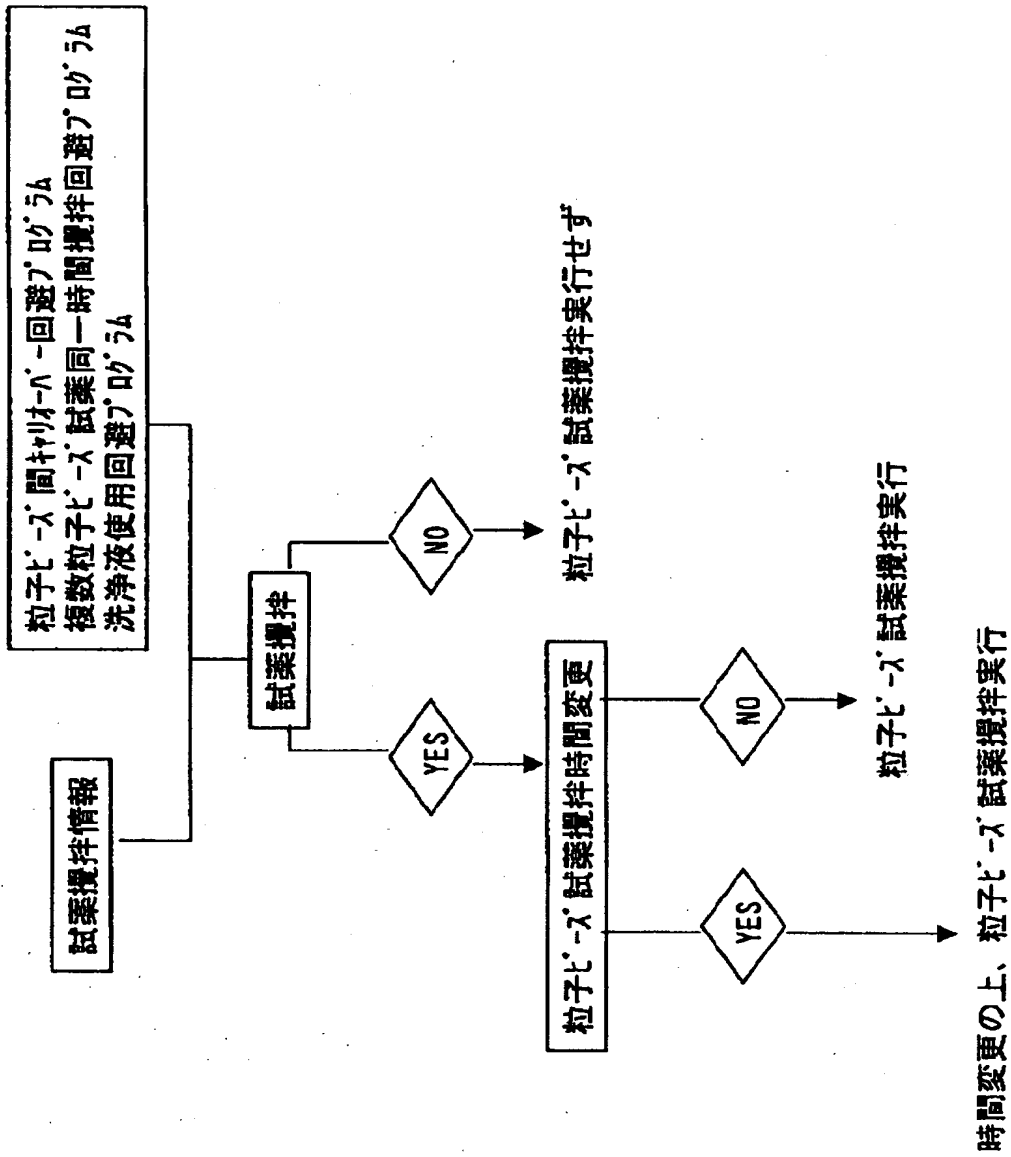 試薬攪拌情報
粒子ビーズ間キャリオーバー回避プログラム
複数粒子ビーズ試薬同一時間攪拌回避プログラム
洗浄液使用回避プログラム
試薬攪拌
YES
NO
粒子ビーズ試薬攪拌実行せず
粒子ビーズ試薬攪拌時間変更
YES
NO
粒子ビーズ試薬攪拌実行
時間変更の上、粒子ビーズ試薬攪拌実行